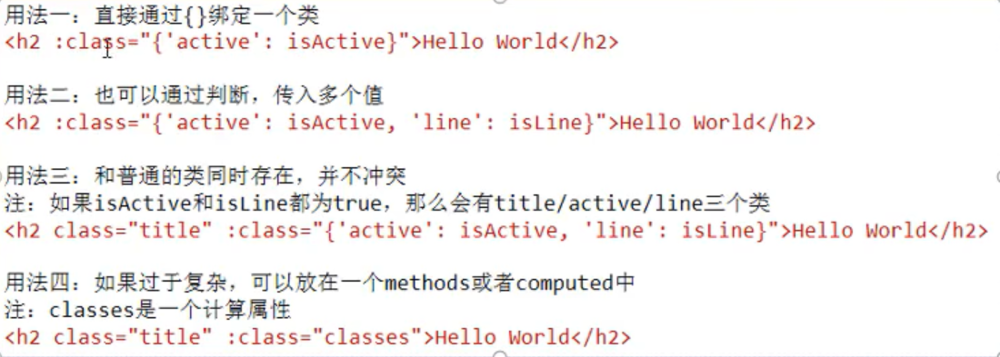 用法一：直接通过{}绑定一个类
<h2 :class="{'active': isActive}">Hello World</h2>
用法二：也可以通过判断，传入多个值
<h2 :class="{'active': isActive, 'line': isLine}">Hello World</h2>
用法三：和普通的类同时存在，并不冲突
注：如果isActive和isLine都为true，那么会有title/active/line三个类
<h2 class="title" :class="{'active': isActive, 'line': isLine}">Hello World</h2>
用法四：如果过于复杂，可以放在一个methods或者computed中
注：classes是一个计算属性
<h2 class="title" :class="classes">Hello World</h2>